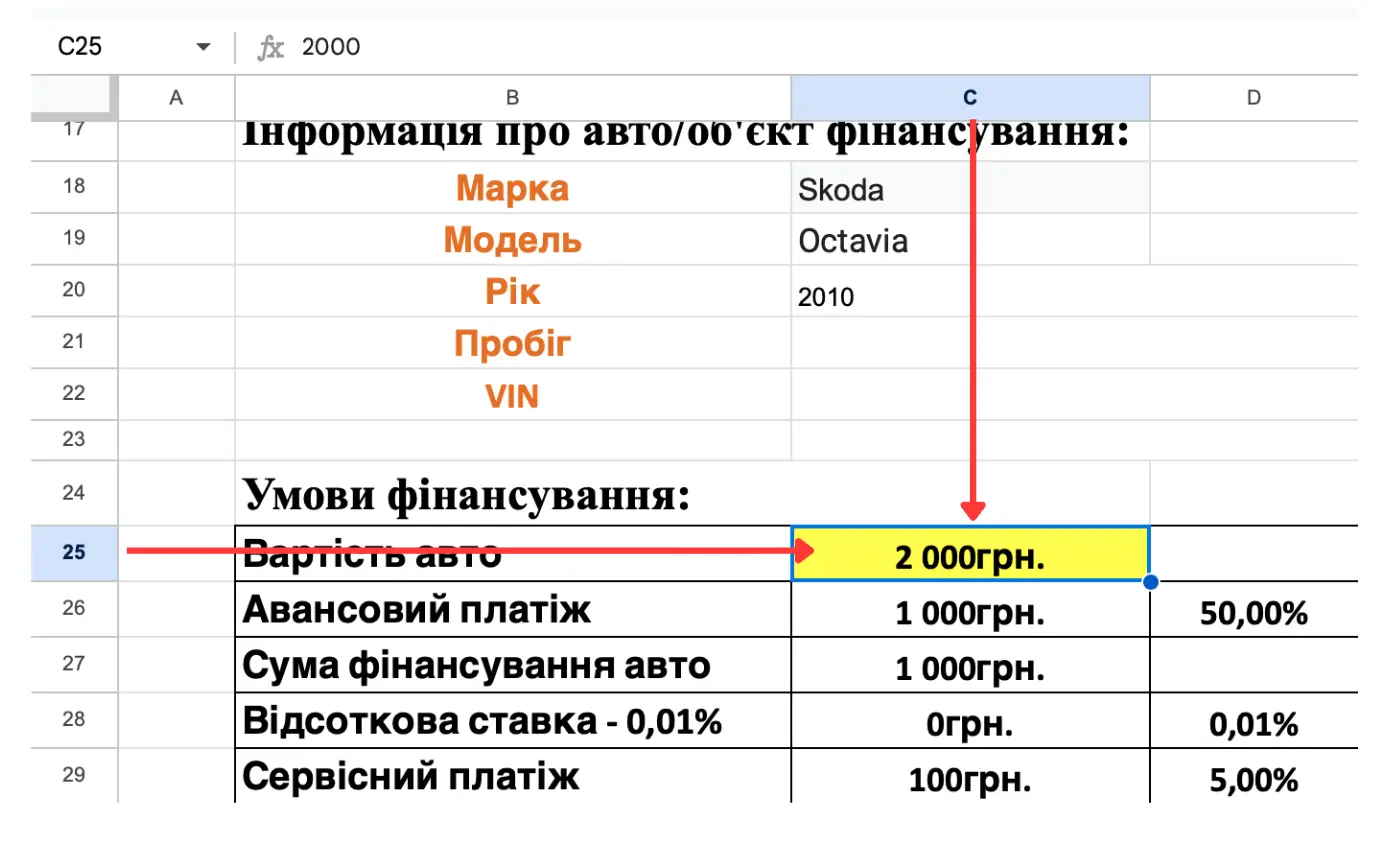 C25 fx 2000
A B C D
17 Інформація про авто/об'єкт фінансування:
18 Марка Skoda
19 Модель Octavia
20 Рік 2010
21 Пробіг
22 VIN
23
24 Умови фінансування:
25 Вартість авто 2 000грн.
26 Авансовий платіж 1 000грн. 50,00%
27 Сума фінансування авто 1 000грн.
28 Відсоткова ставка - 0,01% 0грн. 0,01%
29 Сервісний платіж 100грн. 5,00%